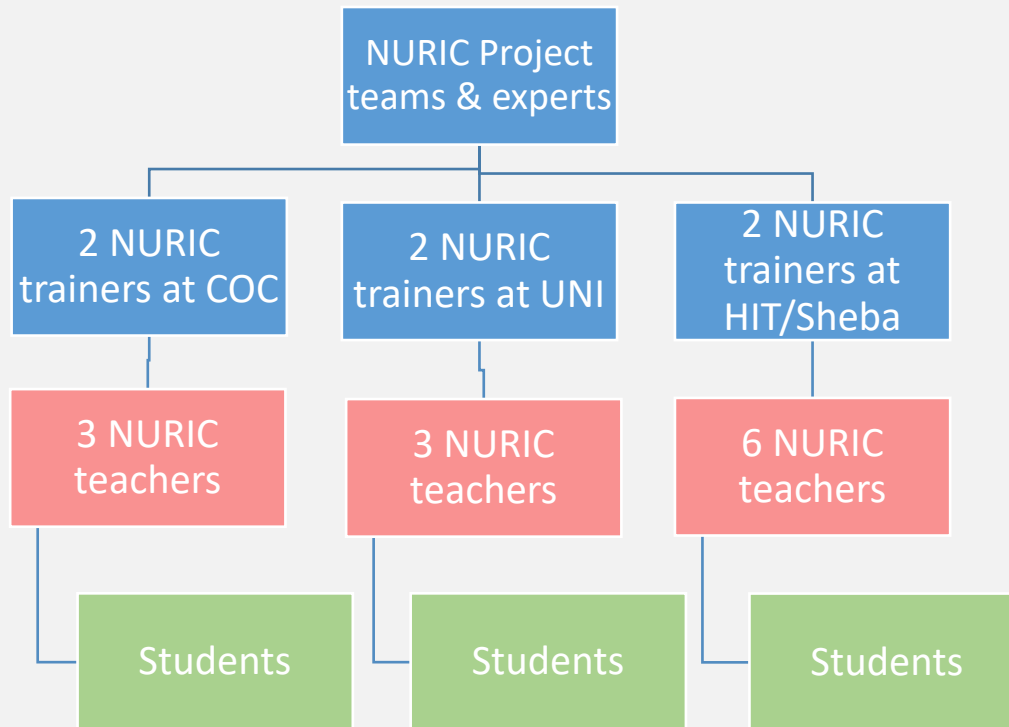 NURIC Project
teams & experts
2 NURIC
trainers at COC
2 NURIC
trainers at UNI
2 NURIC
trainers at
HIT/Sheba
3 NURIC
teachers
3 NURIC
teachers
6 NURIC
teachers
Students
Students
Students